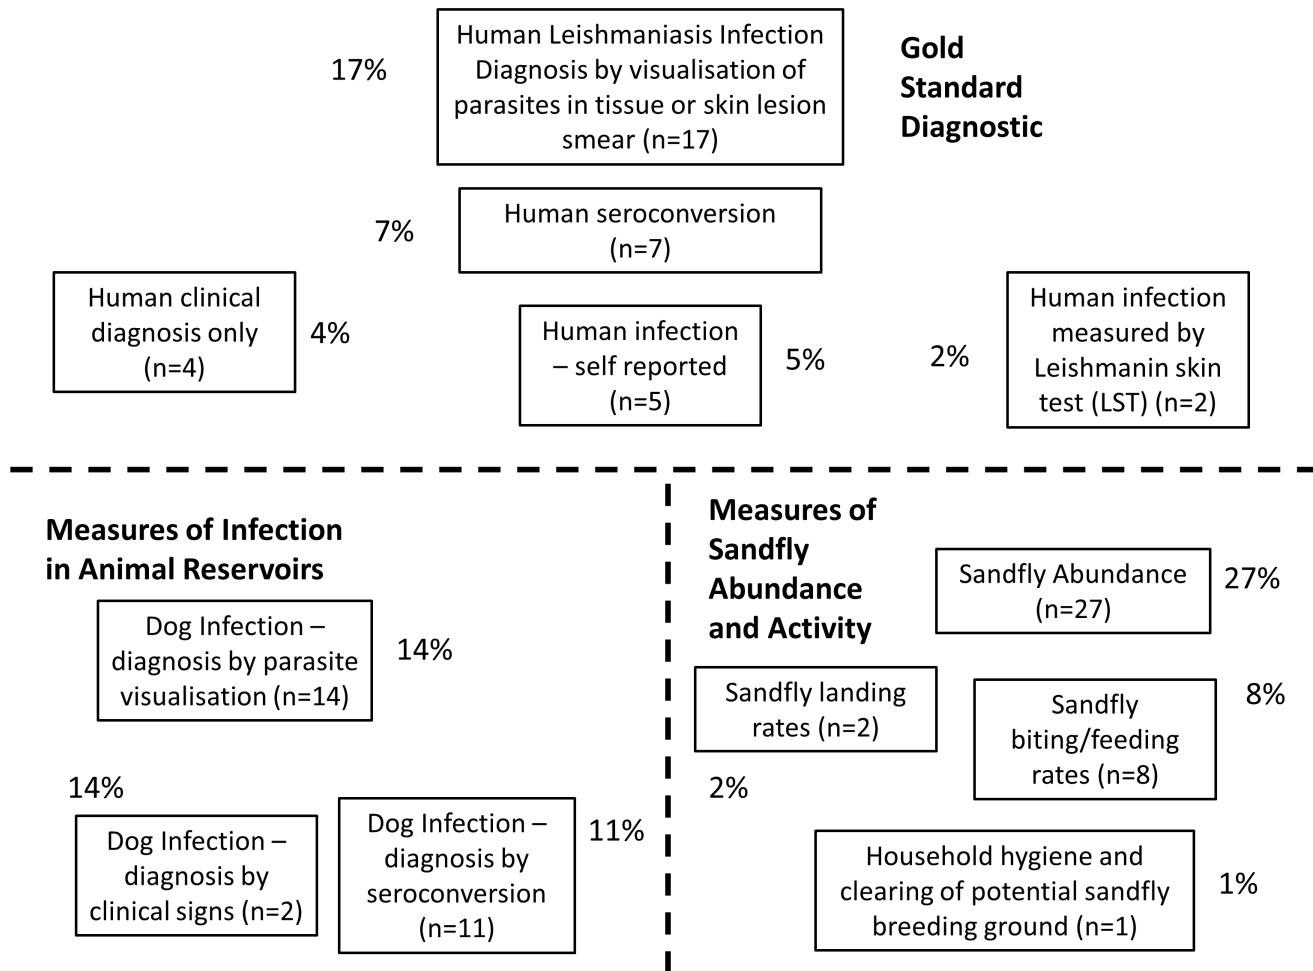 17%
Human Leishmaniasis Infection
Diagnosis by visualisation of
parasites in tissue or skin lesion
smear (n=17)
Gold
Standard
Diagnostic
7%
Human seroconversion
(n=7)
Human clinical
diagnosis only
(n=4)
4%
Human infection
– self reported
(n=5)
5%
2%
Human infection
measured by
Leishmanin skin
test (LST) (n=2)
Measures of Infection
in Animal Reservoirs
Dog Infection –
diagnosis by parasite
visualisation (n=14)
14%
14%
Dog Infection –
diagnosis by
clinical signs (n=2)
Dog Infection –
diagnosis by
seroconversion
(n=11)
11%
Measures of
Sandfly
Abundance
and Activity
Sandfly Abundance
(n=27)
27%
Sandfly landing
rates (n=2)
2%
Sandfly
biting/feeding
rates (n=8)
8%
Household hygiene and
clearing of potential sandfly
breeding ground (n=1)
1%